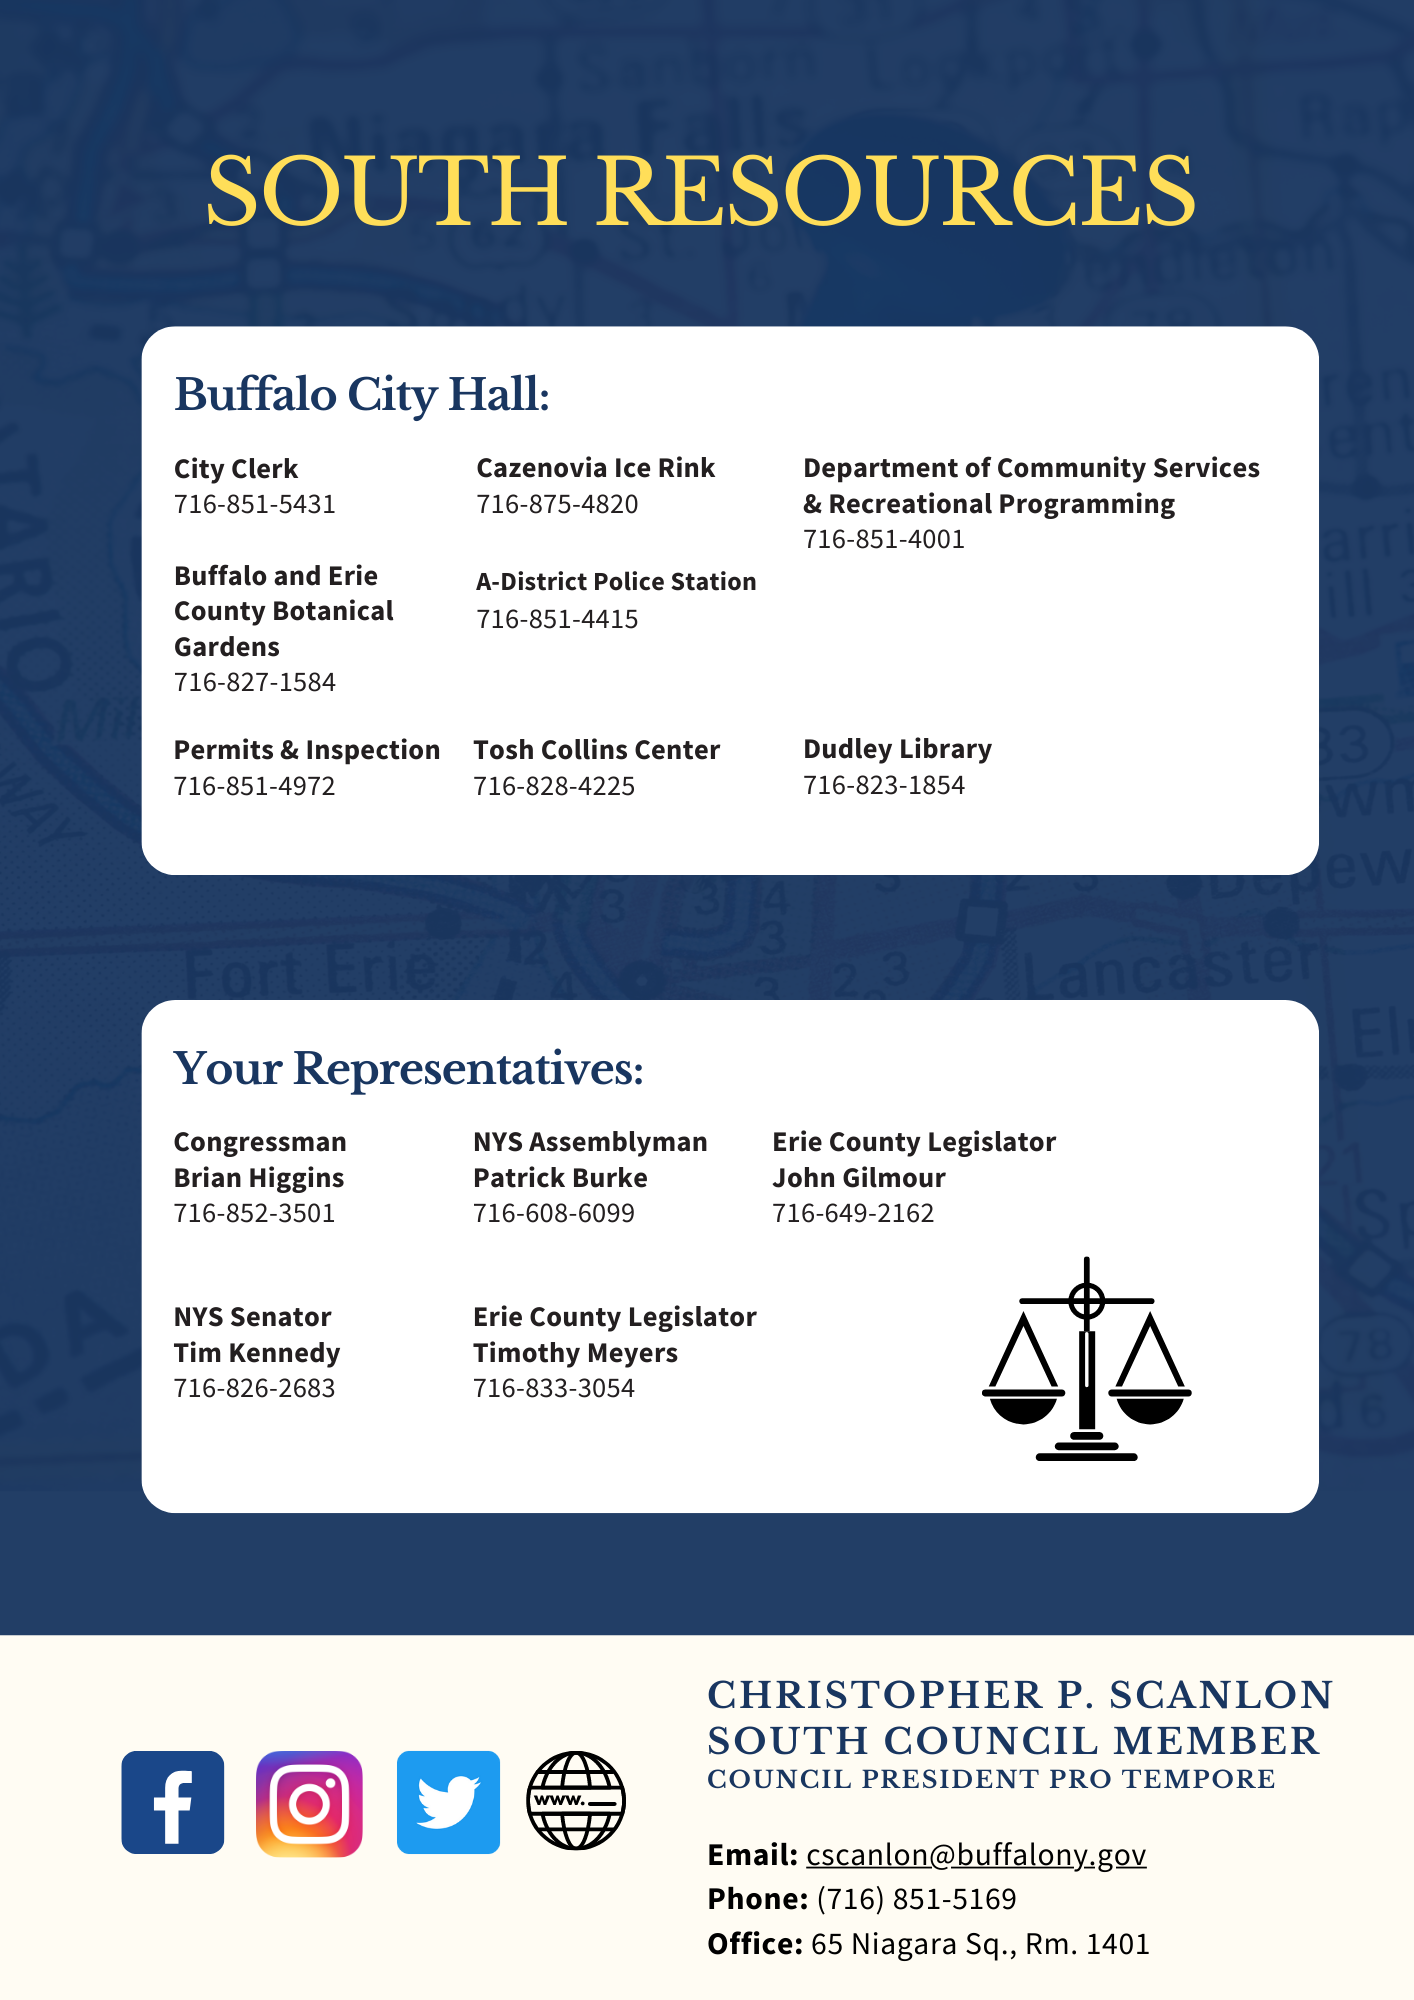 SOUTH RESOURCES
Buffalo City Hall:
City Clerk
716-851-5431
Cazenovia Ice Rink
716-875-4820
Department of Community Services
& Recreational Programming
716-851-4001
Buffalo and Erie
County Botanical
Gardens
716-827-1584
A-District Police Station
716-851-4415
Permits & Inspection
716-851-4972
Tosh Collins Center
716-828-4225
Dudley Library
716-823-1854
Fort Erie
Lancaster
Your Representatives:
Congressman
Brian Higgins
716-852-3501
NYS Assemblyman
Patrick Burke
716-608-6099
Erie County Legislator
John Gilmour
716-649-2162
NYS Senator
Tim Kennedy
716-826-2683
Erie County Legislator
Timothy Meyers
716-833-3054
www.
CHRISTOPHER P. SCANLON
SOUTH COUNCIL MEMBER
COUNCIL PRESIDENT PRO TEMPORE
Email: cscanlon@buffalony.gov
Phone: (716) 851-5169
Office: 65 Niagara Sq., Rm. 1401